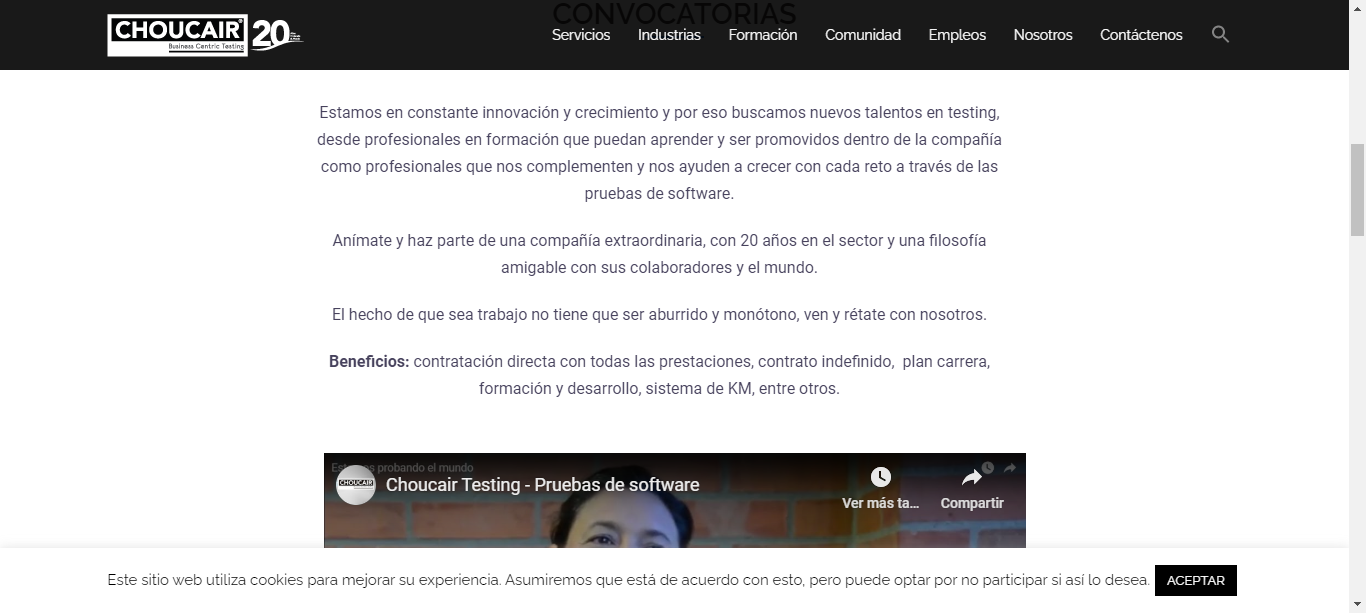 CONVOCATORIAS
CHOUCAIR
Business Centric Testing
20
Servicios
Industrias
Formación
Comunidad
Empleos
Nosotros
Contáctenos
Estamos en constante innovación y crecimiento y por eso buscamos nuevos talentos en testing,
desde profesionales en formación que puedan aprender y ser promovidos dentro de la compañía
como profesionales que nos complementen y nos ayuden a crecer con cada reto a través de las
pruebas de software.
Anímate y haz parte de una compañía extraordinaria, con 20 años en el sector y una filosofía
amigable con sus colaboradores y el mundo.
El hecho de que sea trabajo no tiene que ser aburrido y monótono, ven y rétate con nosotros.
Beneficios: contratación directa con todas las prestaciones, contrato indefinido,  plan carrera,
formación y desarrollo, sistema de KM, entre otros.
probando el mundo
CHOUCAIR
Choucair Testing - Pruebas de software
Ver más ta...
Compartir
Este sitio web utiliza cookies para mejorar su experiencia. Asumiremos que está de acuerdo con esto, pero puede optar por no participar si así lo desea.
ACEPTAR